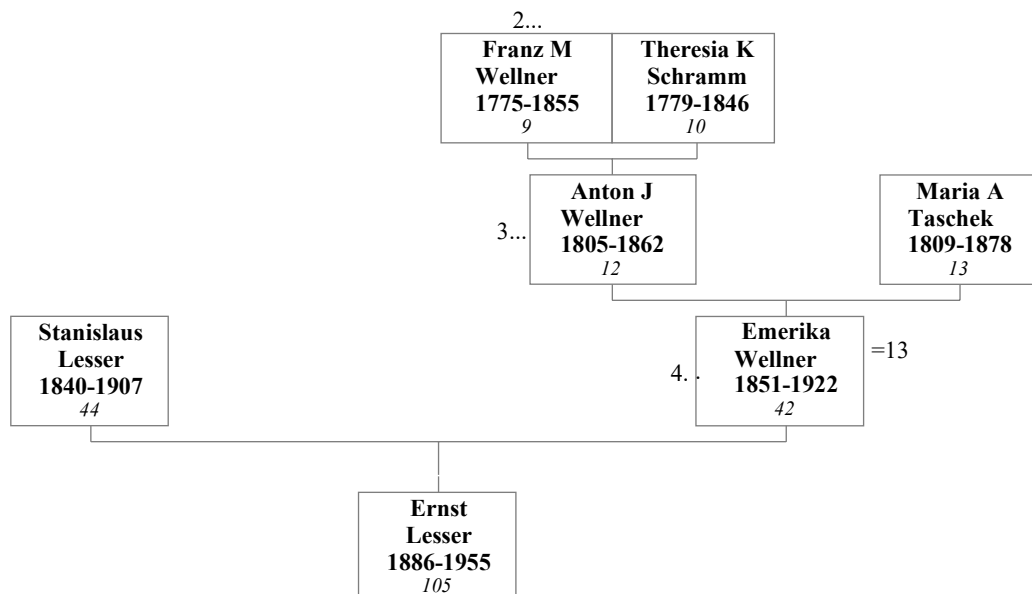 2...
Franz M
Wellner
1775-1855
9
Theresia K
Schramm
1779-1846
10
3...
Anton J
Wellner
1805-1862
12
Maria A
Taschek
1809-1878
13
Stanislaus
Lesser
1840-1907
44
4. .
Emerika
Wellner
1851-1922
42
=13
Ernst
Lesser
1886-1955
105